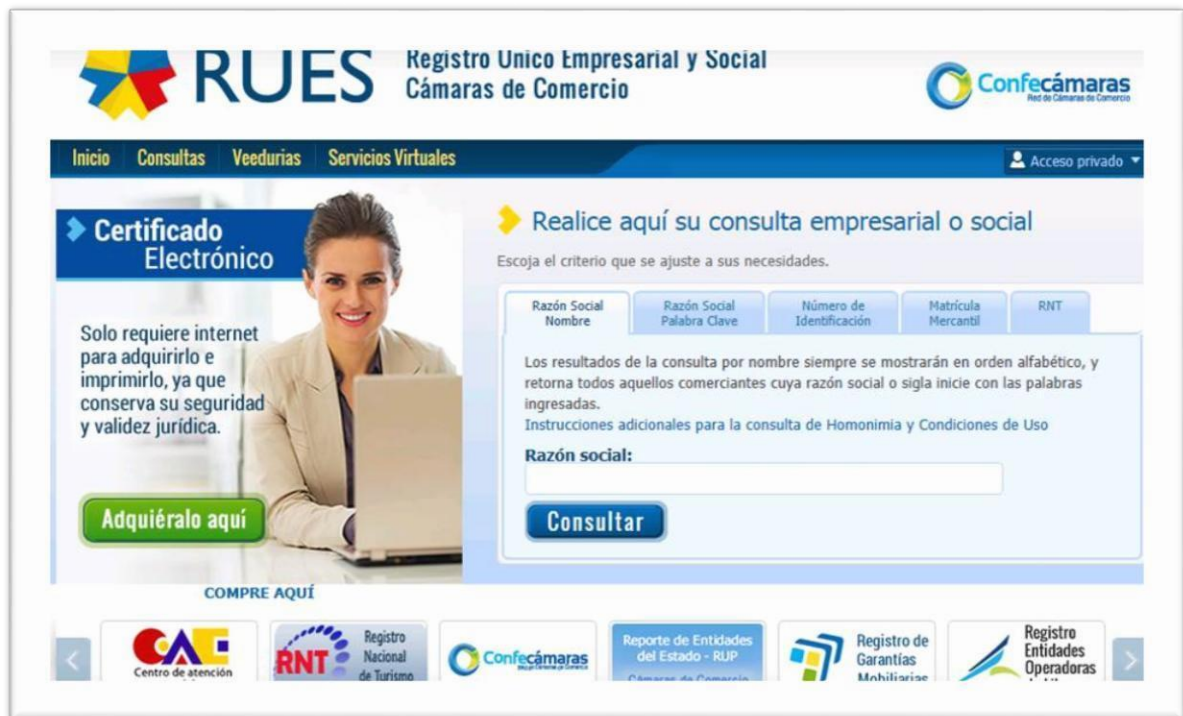 RUES
Registro Unico Empresarial y Social
Cámaras de Comercio
Confecámaras
Red de Cámaras de Comercio
Inicio Consultas Veedurias Servicios Virtuales
Acceso privado
Certificado
Electrónico
Solo requiere internet
para adquirirlo e
imprimirlo, ya que
conserva su seguridad
y validez jurídica.
Adquiéralo aquí
COMPRE AQUÍ
Realice aquí su consulta empresarial o social
Escoja el criterio que se ajuste a sus necesidades.
Razón Social
Nombre
Razón Social
Palabra Clave
Número de
Identificación
Matrícula
Mercantil
RNT
Los resultados de la consulta por nombre siempre se mostrarán en orden alfabético, y
retorna todos aquellos comerciantes cuya razón social o sigla inicie con las palabras
ingresadas.
Instrucciones adicionales para la consulta de Homonimia y Condiciones de Uso
Razón social:
Consultar
CAE
Centro de atención
RNT
Registro
Nacional
de Turismo
Confecámaras
Reporte de Entidades
del Estado - RUP
Cámaras de Comercio
Registro de
Garantías
Mobiliarias
Registro
Entidades
Operadoras